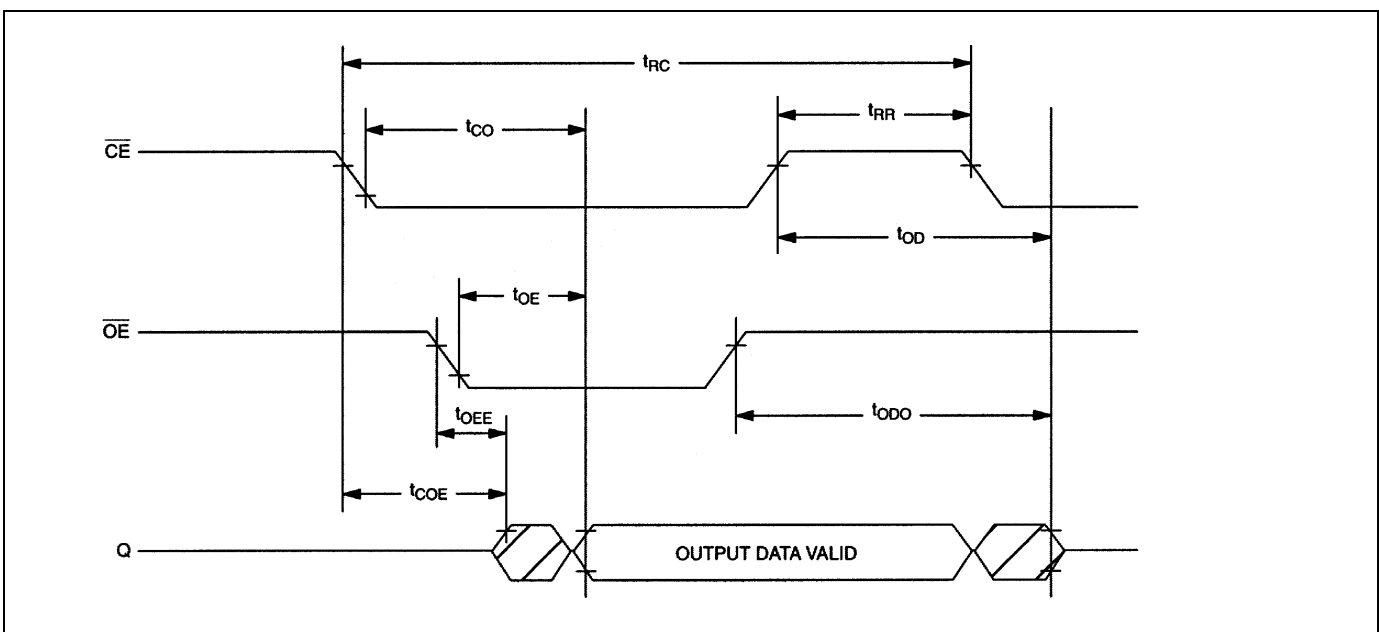 tRC
tRR
tCO
CE
tOD
tOE
OE
tOEE
tODO
tCOE
Q
OUTPUT DATA VALID